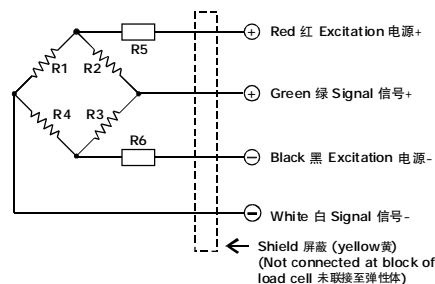 R5
Red 红 Excitation 电源+
R1 R2
Green 绿 Signal 信号+
R4 R3
R6
Black 黑 Excitation 电源-
White 白 Signal 信号-
Shield 屏蔽 (yellow黄)
(Not connected at block of
load cell 未联接至弹性体)